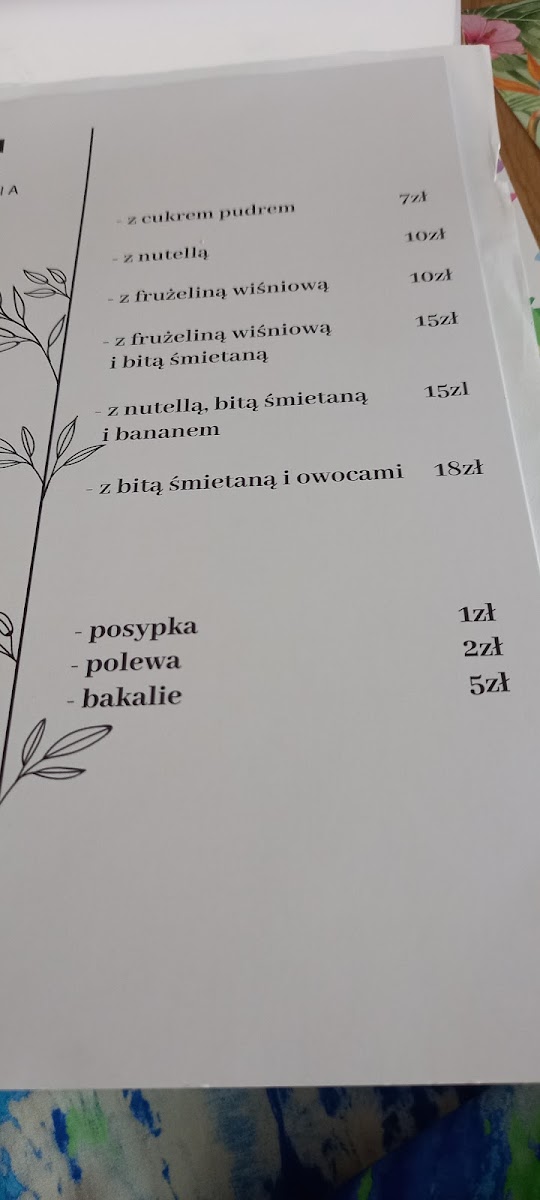 IA
- z cukrem pudrem 7zł
- z nutellą 10zł
- z frużeliną wiśniową 10zł
- z frużeliną wiśniową 15zł
i bitą śmietaną
- z nutellą, bitą śmietaną 15zl
i bananem
- z bitą śmietaną i owocami 18zł
- posypka 1zł
- polewa 2zł
- bakalie 5zł